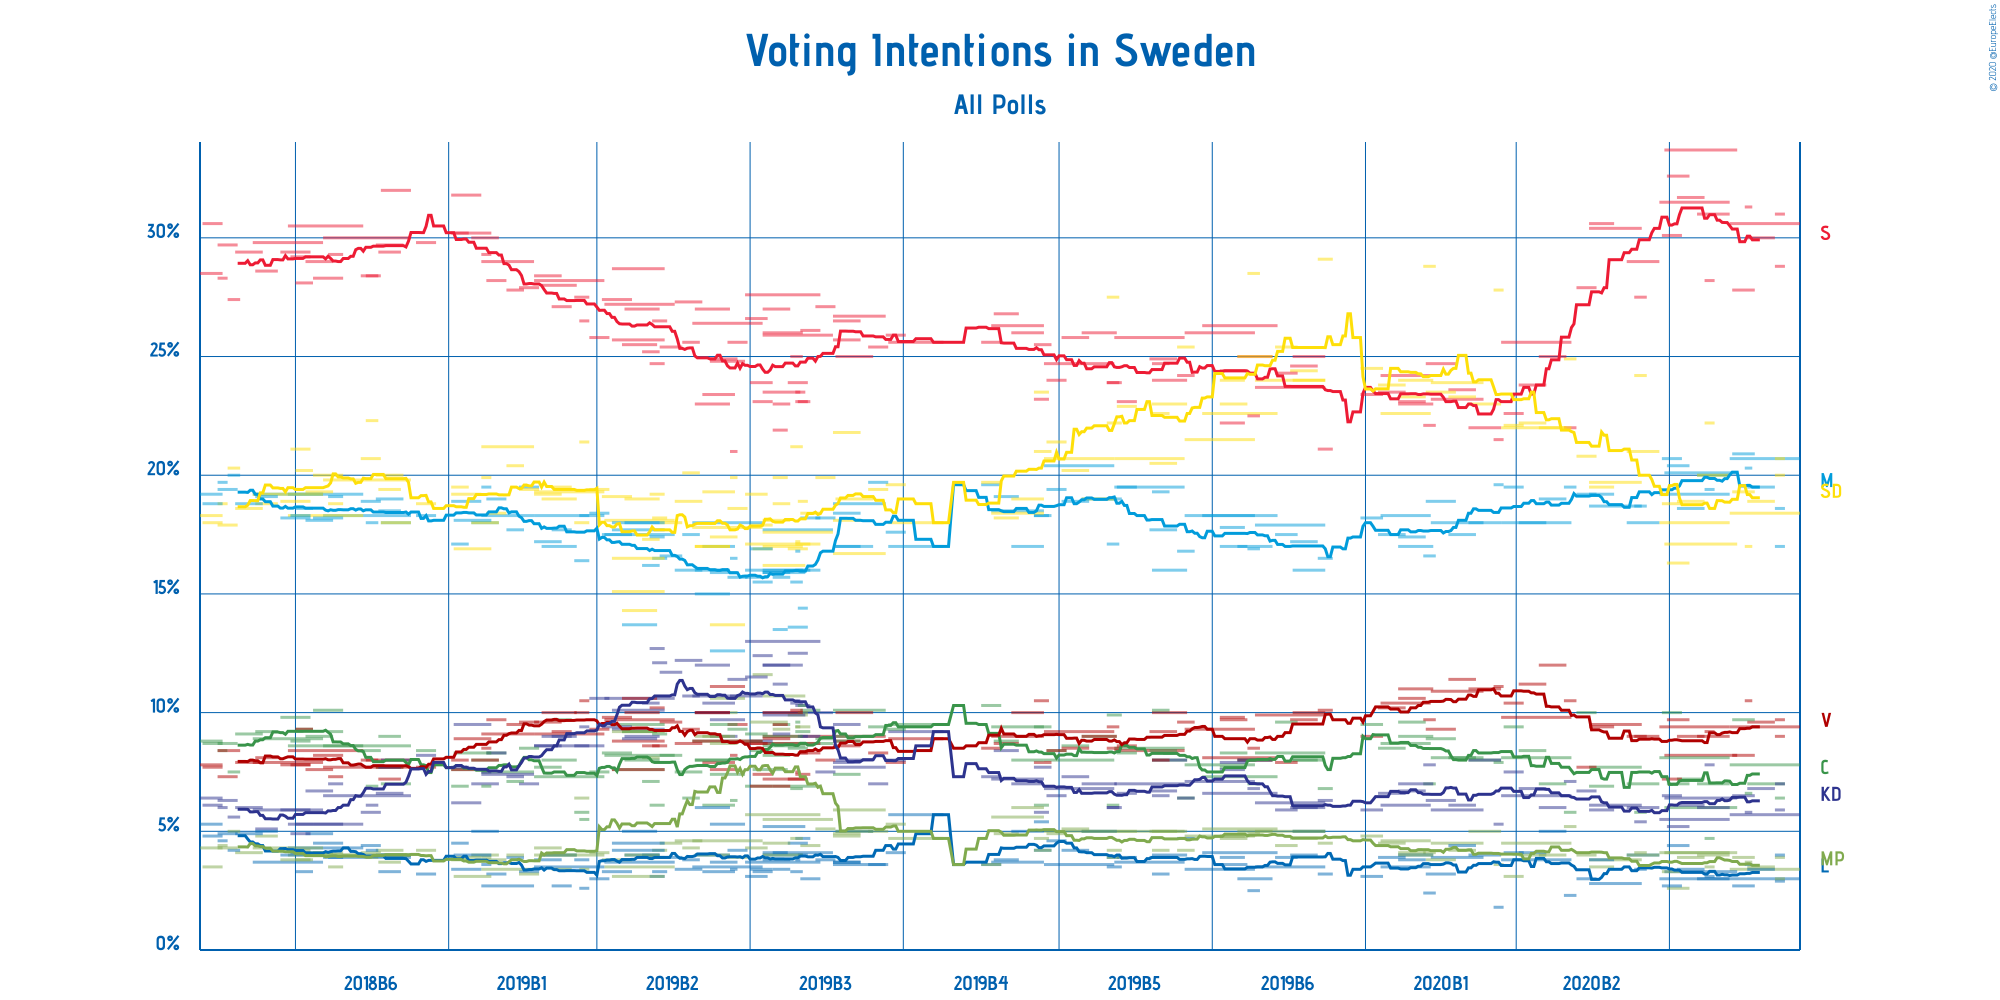 © 2020 @EuropeElects
Voting Intentions in Sweden
All Polls
30%
25%
20%
15%
10%
5%
0%
S
M
SD
V
C
KD
MP
L
2018B6 2019B1 2019B2 2019B3 2019B4 2019B5 2019B6 2020B1 2020B2